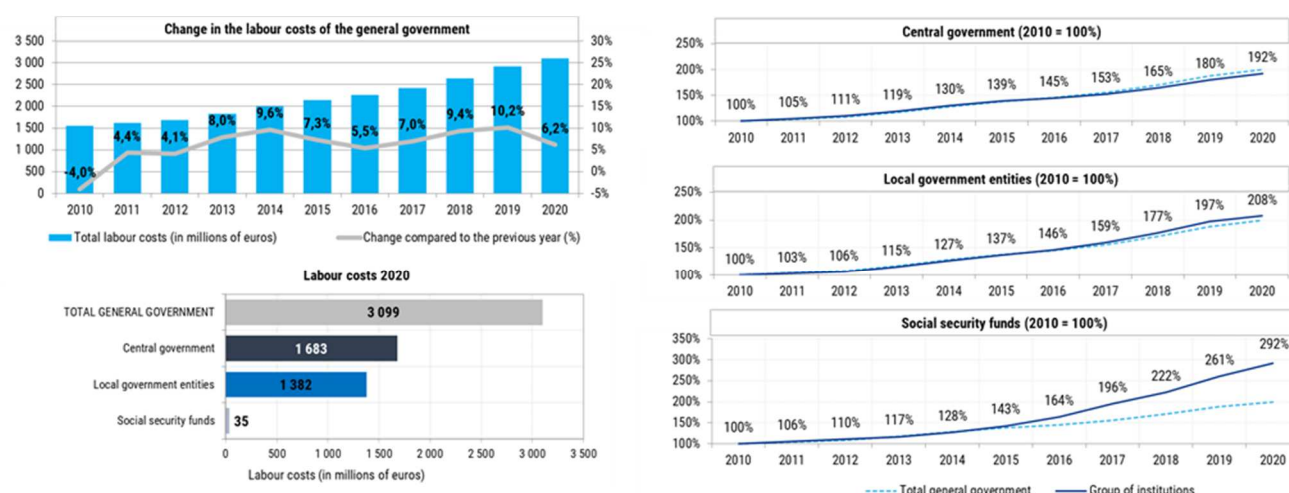 Change in the labour costs of the general government
3 500
3 000
2 500
2 000
1 500
1 000
500
0
30%
25%
20%
15%
10%
5%
0%
-5%
-4,0%
4,4%
4,1%
8,0%
9,6%
7,3%
5,5%
7,0%
9,4%
10,2%
6,2%
2010 2011 2012 2013 2014 2015 2016 2017 2018 2019 2020
Total labour costs (in millions of euros) Change compared to the previous year (%)
Labour costs 2020
TOTAL GENERAL GOVERNMENT 3 099
Central government 1 683
Local government entities 1 382
Social security funds 35
0 500 1 000 1 500 2 000 2 500 3 000 3 500
Labour costs (in millions of euros)
Central government (2010 = 100%)
250%
200%
150%
100%
100% 105% 111% 119% 130% 139% 145% 153% 165% 180% 192%
2010 2011 2012 2013 2014 2015 2016 2017 2018 2019 2020
Local government entities (2010 = 100%)
250%
200%
150%
100%
100% 103% 106% 115% 127% 137% 146% 159% 177% 197% 208%
2010 2011 2012 2013 2014 2015 2016 2017 2018 2019 2020
Social security funds (2010 = 100%)
350%
300%
250%
200%
150%
100%
100% 106% 110% 117% 128% 143% 164% 196% 222% 261% 292%
2010 2011 2012 2013 2014 2015 2016 2017 2018 2019 2020
Total general government Group of institutions